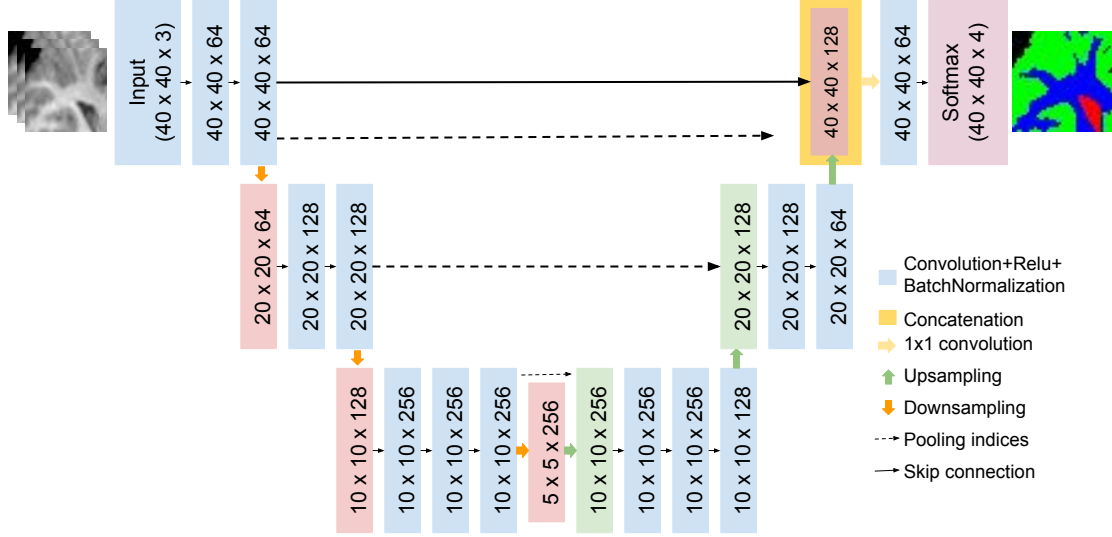 Input
(40 x 40 x 3)
40 x 40 x 64
40 x 40 x 64
40 x 40 x 128
40 x 40 x 64
Softmax
(40 x 40 x 4)
20 x 20 x 64
20 x 20 x 128
20 x 20 x 128
20 x 20 x 128
20 x 20 x 128
20 x 20 x 64
10 x 10 x 128
10 x 10 x 256
10 x 10 x 256
10 x 10 x 256
5 x 5 x 256
10 x 10 x 256
10 x 10 x 256
10 x 10 x 256
10 x 10 x 128
Convolution+Relu+
BatchNormalization
Concatenation
1x1 convolution
Upsampling
Downsampling
Pooling indices
Skip connection